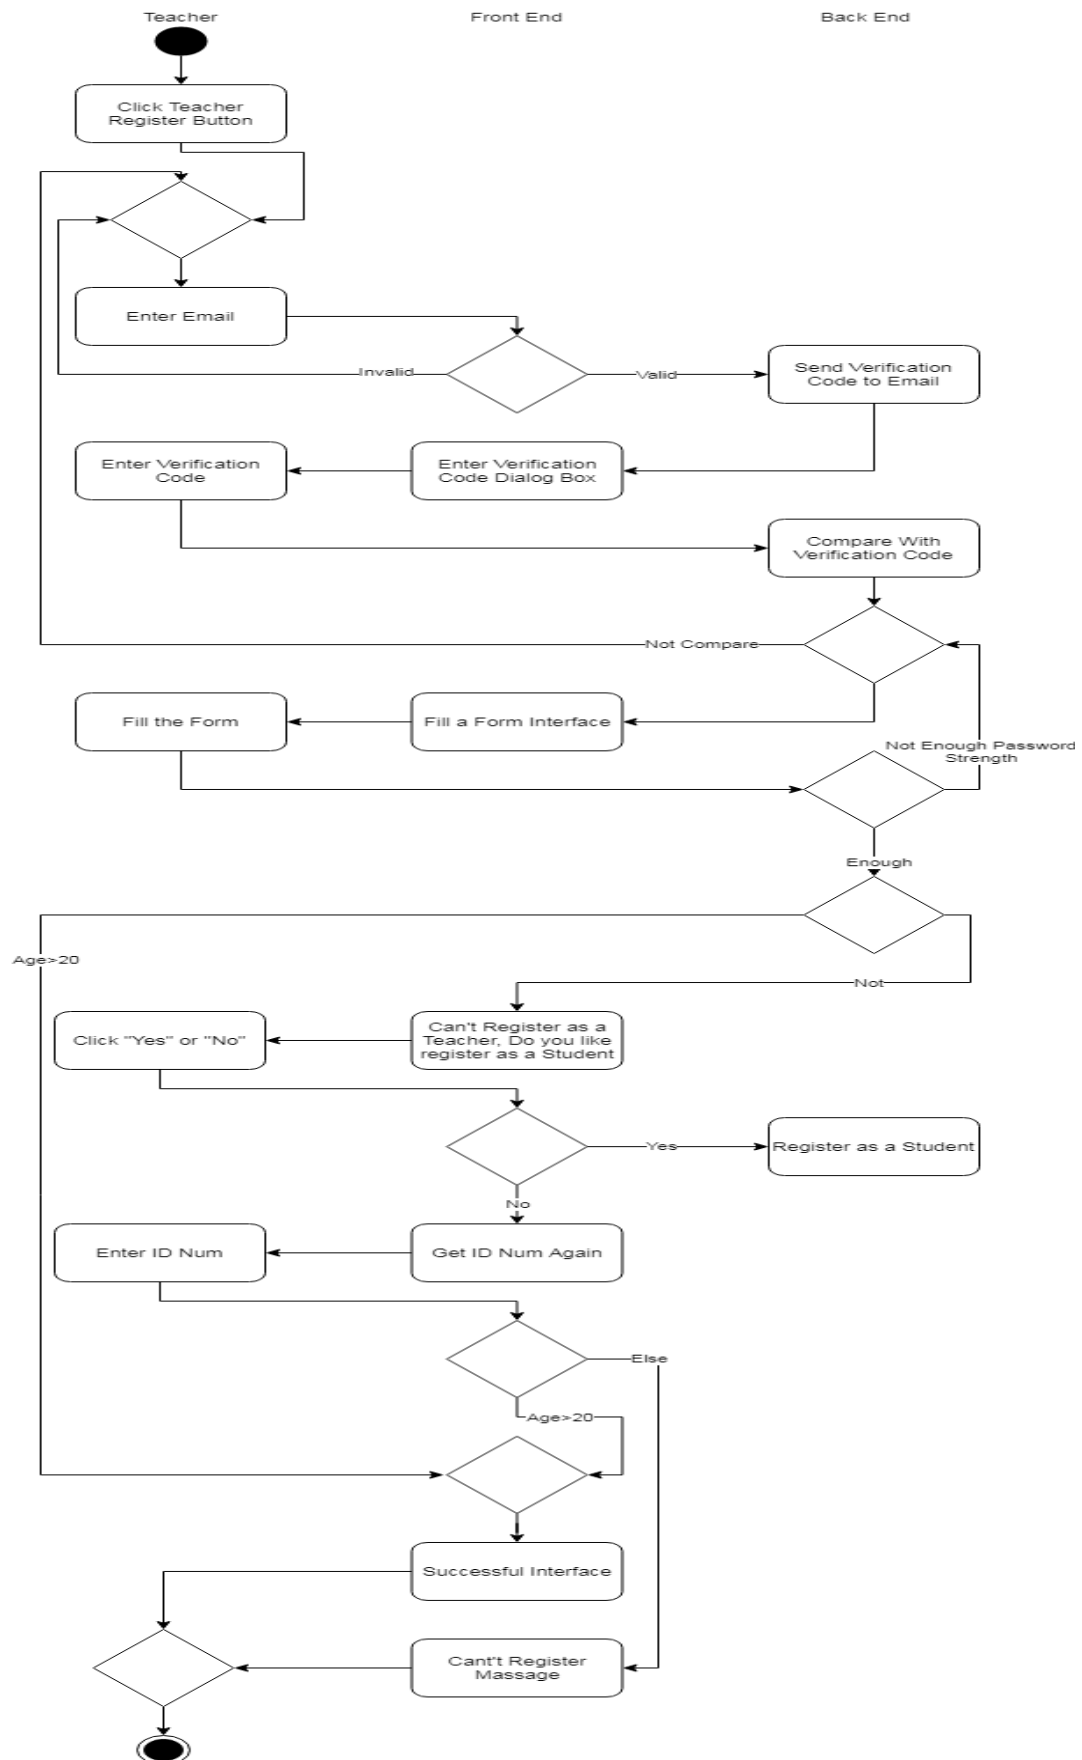 Teacher
Front End
Back End
Click Teacher
Register Button
Enter Email
Invalid
Valid
Send Verification
Code to Email
Enter Verification
Code
Enter Verification
Code Dialog Box
Compare With
Verification Code
Not Compare
Fill the Form
Fill a Form Interface
Not Enough Password
Strength
Enough
Age>20
Not
Click "Yes" or "No"
Can't Register as a
Teacher, Do you like
register as a Student
Yes
Register as a Student
No
Enter ID Num
Get ID Num Again
Else
Age>20
Successful Interface
Cant't Register
Massage